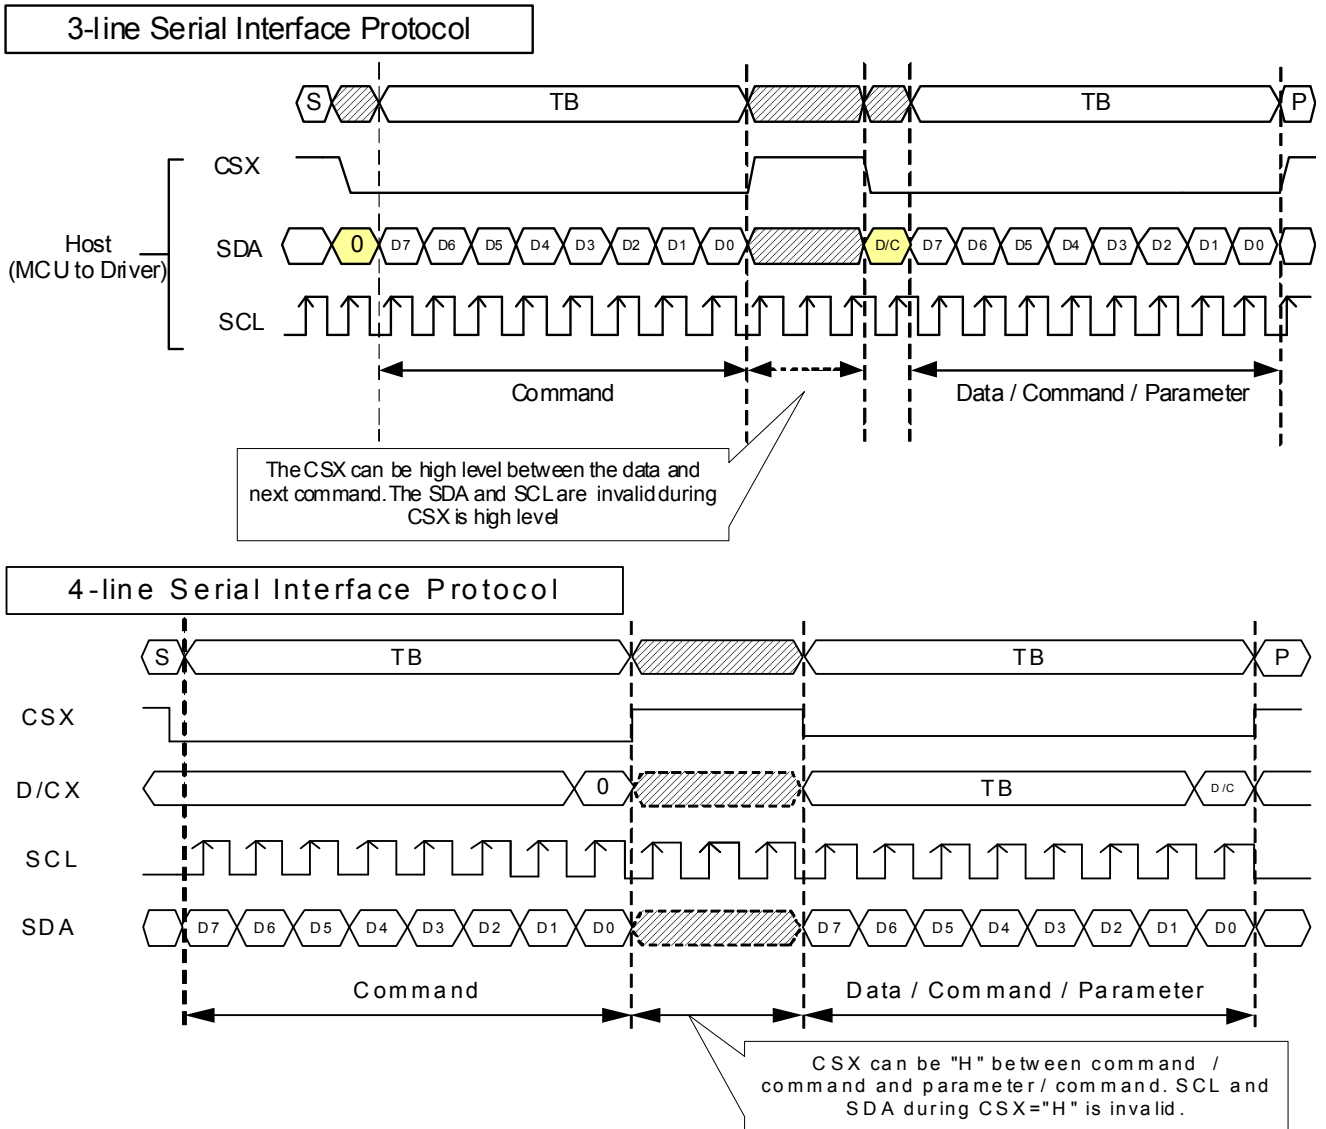 3-line Serial Interface Protocol
S TB TB P
CSX
Host
(MCU to Driver)
SDA 0 D7 D6 D5 D4 D3 D2 D1 D0 D/C D7 D6 D5 D4 D3 D2 D1 D0
SCL
Command Data / Command / Parameter
The CSX can be high level between the data and
next command. The SDA and SCL are invalid during
CSX is high level
4-line Serial Interface Protocol
S TB TB P
CSX
D/CX 0 TB D/C
SCL
SDA D7 D6 D5 D4 D3 D2 D1 D0 D7 D6 D5 D4 D3 D2 D1 D0
Command Data / Command / Parameter
CSX can be "H" between command /
command and parameter / command. SCL and
SDA during CSX="H" is invalid.